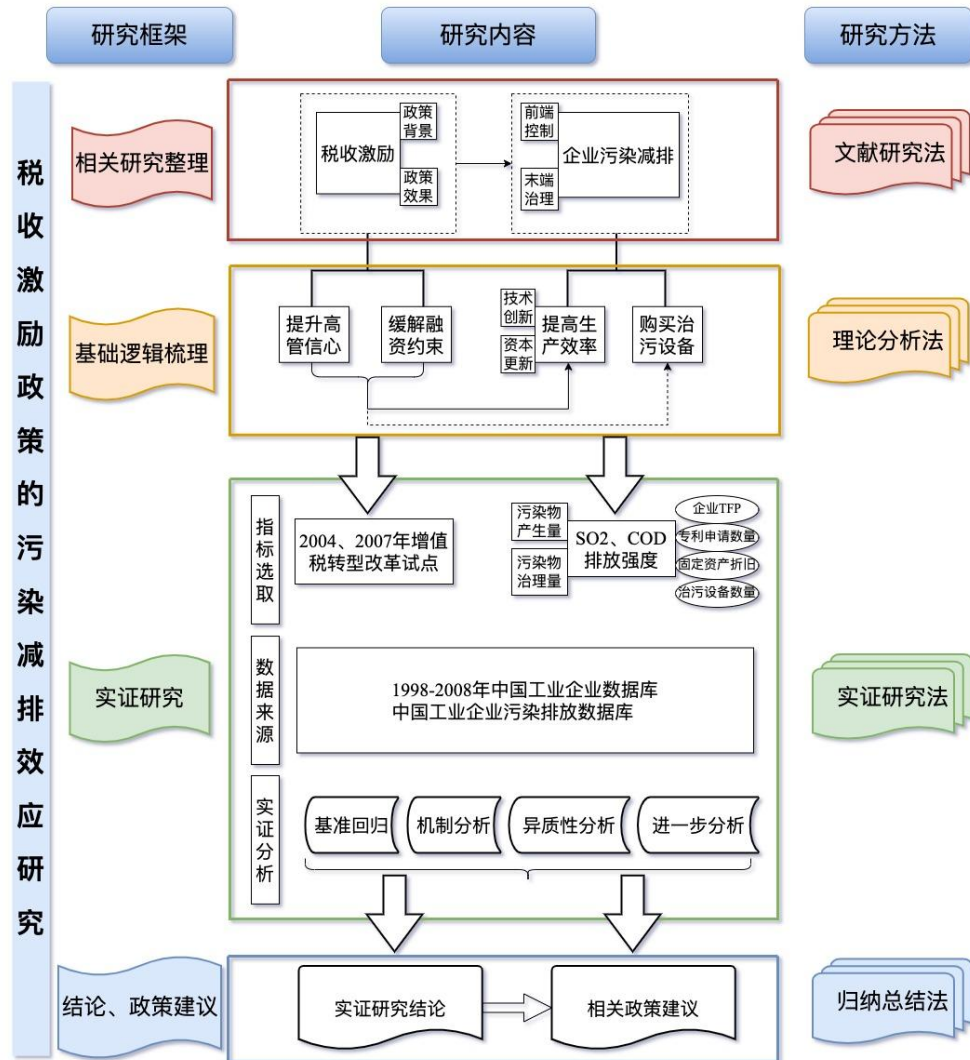 研究框架
研究内容
研究方法
税收激励政策的污染减排效应研究
相关研究整理
税收激励
政策
背景
政策
效果
前端
控制
末端
治理
企业污染减排
文献研究法
基础逻辑梳理
提升高
管信心
缓解融
资约束
技术
创新
资本
更新
提高生
产效率
购买治
污设备
理论分析法
实证研究
指标选取
2004、2007年增值
税转型改革试点
污染物
产生量
污染物
治理量
SO2、COD
排放强度
企业TFP
专利申请数量
固定资产折旧
治污设备数量
数据来源
1998-2008年中国工业企业数据库
中国工业企业污染排放数据库
实证分析
基准回归
机制分析
异质性分析
进一步分析
实证研究法
结论、政策建议
实证研究结论
相关政策建议
归纳总结法